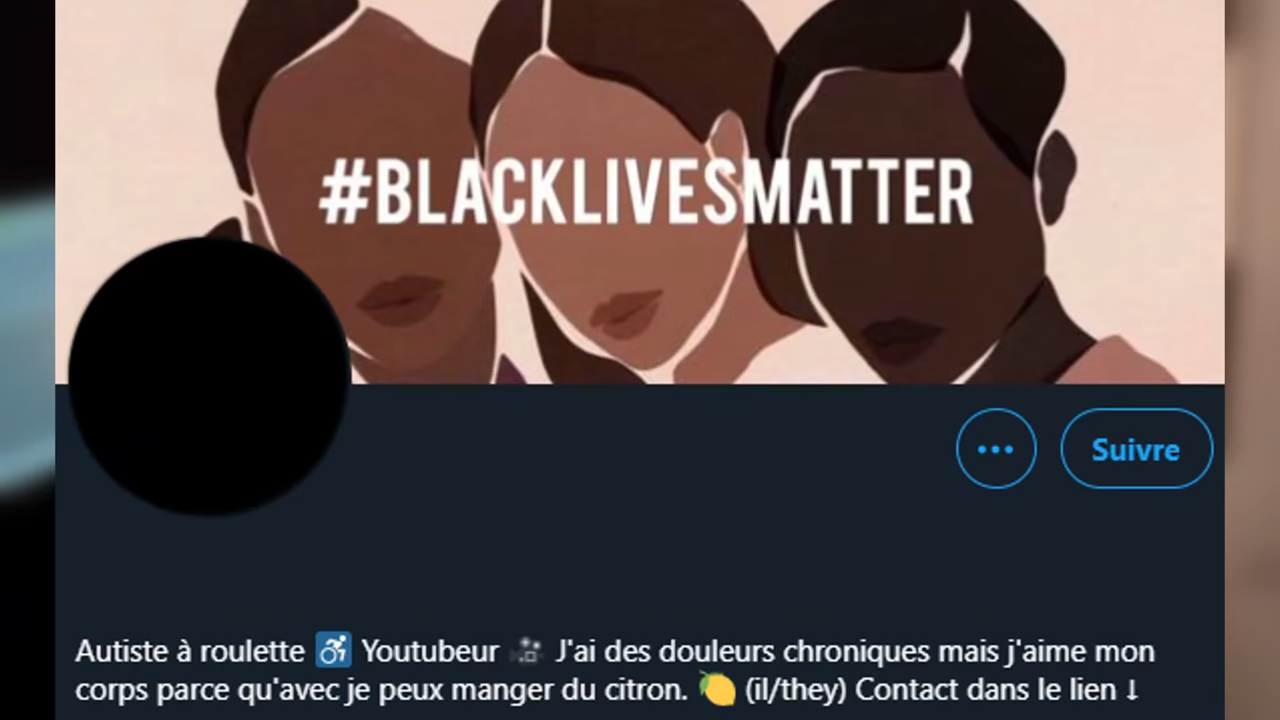 #BLACKLIVESMATTER
Suivre
Autiste à roulette ♿ Youtubeur 🎥 J'ai des douleurs chroniques mais j'aime mon
corps parce qu'avec je peux manger du citron. 🍋 (il/they) Contact dans le lien ↓